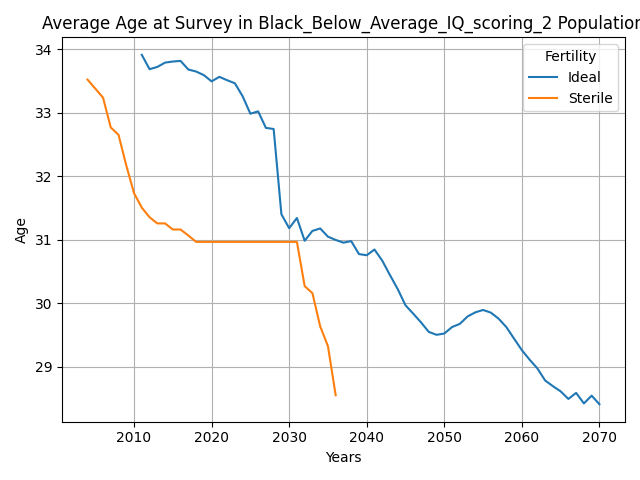 Average Age at Survey in Black_Below_Average_IQ_scoring_2 Population
Fertility
Ideal
Sterile
34
33
32
31
30
29
Age
2010 2020 2030 2040 2050 2060 2070
Years